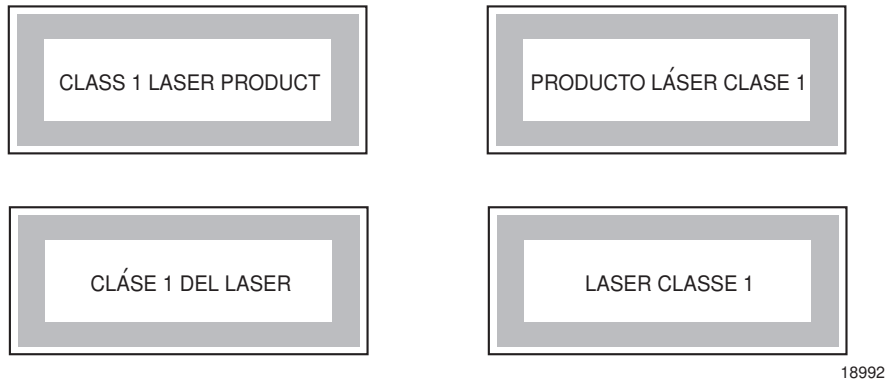 CLASS 1 LASER PRODUCT
PRODUCTO LÁSER CLASE 1
CLÁSE 1 DEL LASER
LASER CLASSE 1
18992